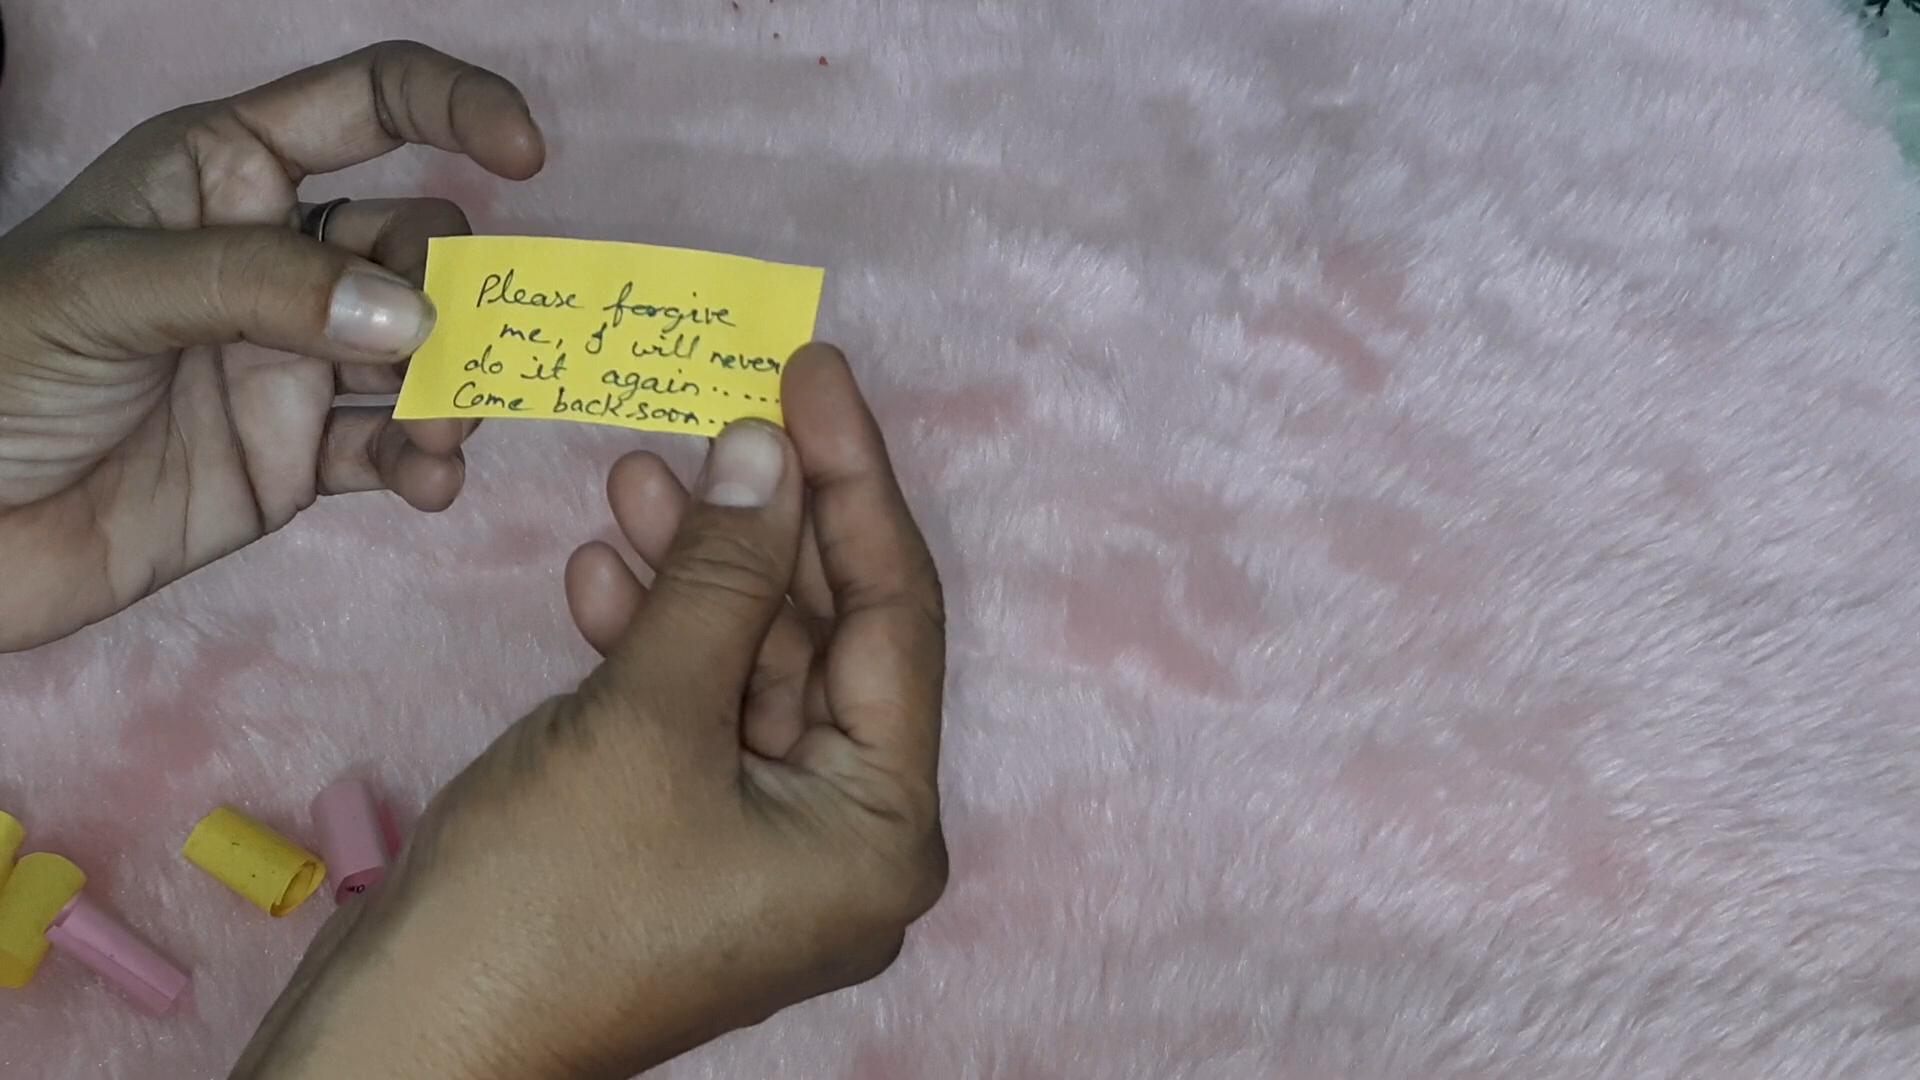 Please forgive
me, I will never
do it again.....
Come back soon..